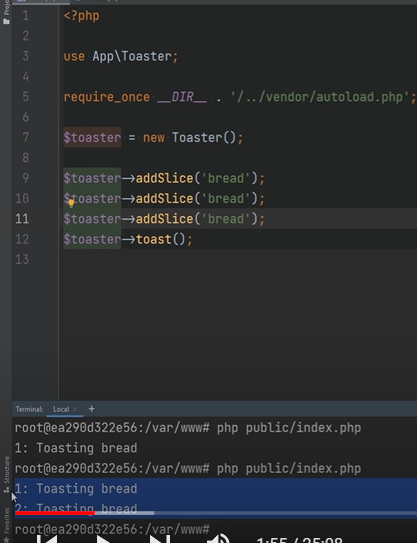 1 <?php
2
3 use App\Toaster;
4
5 require_once __DIR__ . '/../vendor/autoload.php';
6
7 $toaster = new Toaster();
8
9 $toaster->addSlice('bread');
10 $toaster->addSlice('bread');
11 $toaster->addSlice('bread');
12 $toaster->toast();
13
Terminal: Local × +
root@ea290d322e56:/var/www# php public/index.php
1: Toasting bread
root@ea290d322e56:/var/www# php public/index.php
1: Toasting bread
2: Toasting bread
root@ea290d322e56:/var/www#
1:55 / 25:08
Structure
Favorites